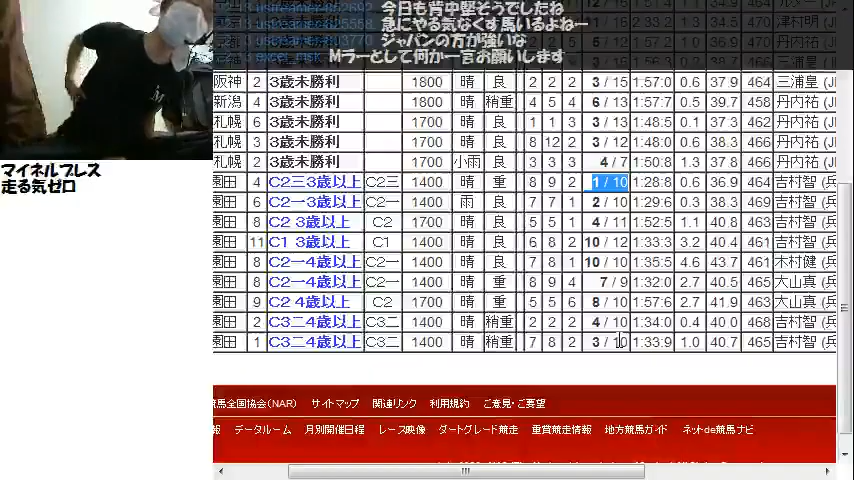 今日も背中堅そうでしたね
急にやる気なくす馬いるよねー
ジャパンの方が強いな
Mラーとして何か一言お願いします
マイネルブレス
走る気ゼロ
阪神 2 3歳未勝利 1800 晴 良 2 2 2 3 / 15 1:57:0 0.6 37.9 464 三浦皇
新潟 4 3歳未勝利 1800 晴 稍重 4 5 4 6 / 13 1:57:7 0.5 39.7 458 丹内祐
札幌 6 3歳未勝利 1700 晴 良 1 1 3 3 / 13 1:48:5 0.1 37.3 462 丹内祐
札幌 3 3歳未勝利 1700 晴 良 8 12 2 3 / 12 1:48:0 0.6 38.3 468 丹内祐
札幌 2 3歳未勝利 1700 小雨 良 3 3 3 4 / 7 1:50:8 1.3 37.8 466 丹内祐
園田 4 C2三3歳以上 C2三 1400 晴 重 8 9 2 1 / 10 1:28:8 0.6 36.9 464 吉村智 (兵
園田 6 C2一3歳以上 C2一 1400 雨 良 7 7 1 2 / 10 1:29:6 0.3 38.3 469 吉村智 (兵
園田 8 C2 3歳以上 C2 1700 晴 良 5 5 1 4 / 11 1:52:5 1.1 40.8 463 吉村智 (兵
園田 11 C1 3歳以上 C1 1400 晴 良 6 8 2 10 / 12 1:33:3 3.2 40.4 461 吉村智 (兵
園田 8 C2一4歳以上 C2一 1400 晴 良 7 8 1 10 / 10 1:35:5 4.6 43.7 461 木村健 (兵
園田 8 C2一4歳以上 C2一 1400 晴 重 8 9 4 7 / 9 1:32:0 2.7 40.5 465 大山真 (兵
園田 9 C2 4歳以上 C2 1700 晴 重 5 5 6 8 / 10 1:57:6 2.7 41.9 463 大山真 (兵
園田 2 C3二4歳以上 C3二 1400 晴 稍重 2 2 2 4 / 10 1:34:0 0.4 40.0 468 吉村智 (兵
園田 1 C3二4歳以上 C3二 1400 晴 稍重 7 8 2 3 / 10 1:33:9 1.0 40.7 465 吉村智 (兵
競馬全国協会(NAR) サイトマップ 関連リンク 利用規約 ご意見・ご要望
報 データルーム 月別開催日程 レース映像 ダートグレード競走 重賞競走情報 地方競馬ガイド ネットde競馬ナビ